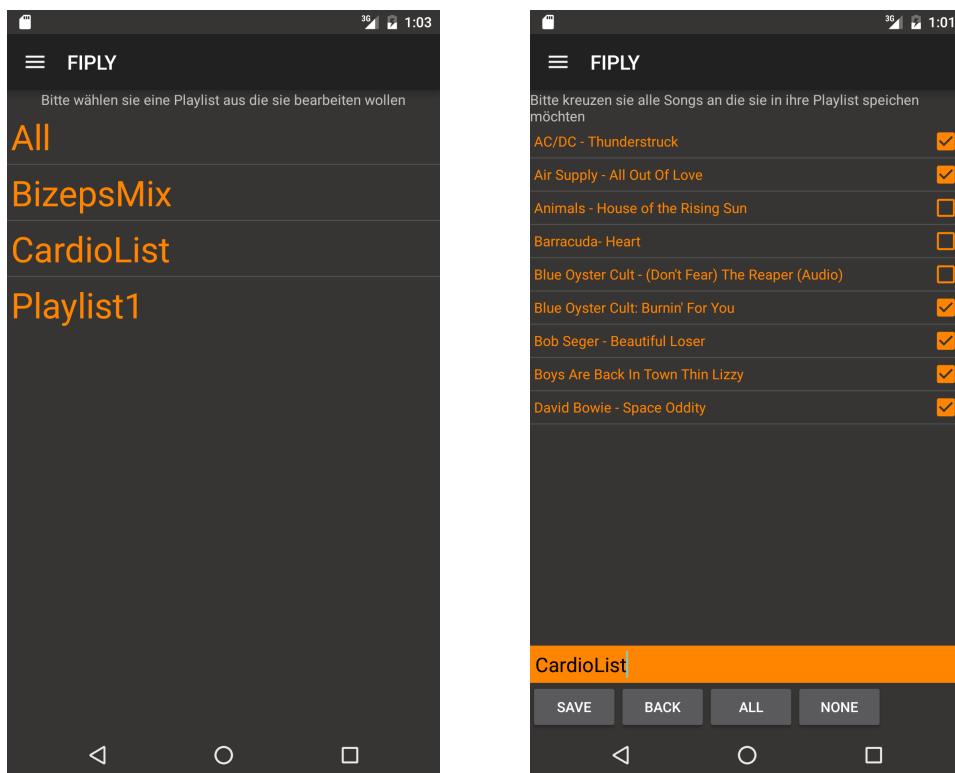 3G 1:03
FIPLY
Bitte wählen sie eine Playlist aus die sie bearbeiten wollen
All
BizepsMix
CardioList
Playlist1
3G 1:01
FIPLY
Bitte kreuzen sie alle Songs an die sie in ihre Playlist speichen
möchten
AC/DC - Thunderstruck
Air Supply - All Out Of Love
Animals - House of the Rising Sun
Barracuda- Heart
Blue Oyster Cult - (Don't Fear) The Reaper (Audio)
Blue Oyster Cult: Burnin' For You
Bob Seger - Beautiful Loser
Boys Are Back In Town Thin Lizzy
David Bowie - Space Oddity
CardioList
SAVE BACK ALL NONE